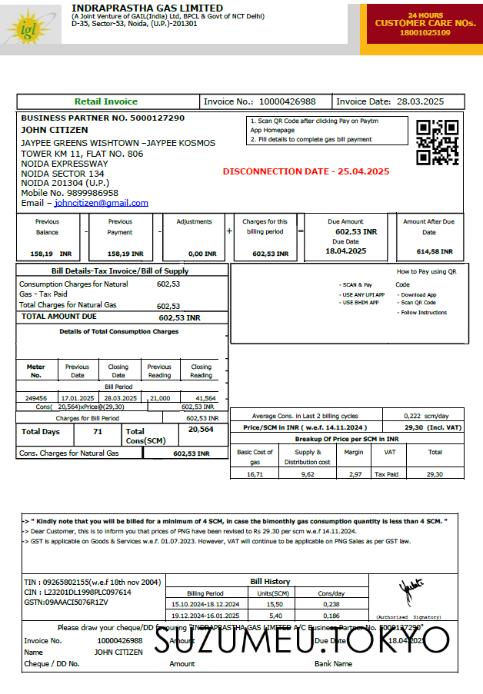 igl
INDRAPRASTHA GAS LIMITED
(A Joint Venture of GAIL(India) Ltd, BPCL & Govt of NCT Delhi)
D-35, Sector-53, Noida, (U.P.)-201301
24 HOURS
CUSTOMER CARE NOs.
18001025109
Retail Invoice
Invoice No.: 10000426988
Invoice Date: 28.03.2025
BUSINESS PARTNER NO. 5000127290
JOHN CITIZEN
JAYPEE GREENS WISHTOWN –JAYPEE KOSMOS
TOWER KM 11, FLAT NO. 806
NOIDA EXPRESSWAY
NOIDA SECTOR 134
NOIDA 201304 (U.P.)
Mobile No. 9899986958
Email – johncitizen@gmail.com
1. Scan QR Code after clicking Pay on Paytm
App Homepage
2. Fill details to complete gas bill payment
DISCONNECTION DATE - 25.04.2025
Previous Balance
158,19 INR
-
Previous Payment
158,19 INR
-
Adjustments
0,00 INR
+
Charges for this billing period
602,53 INR
=
Due Amount
602,53 INR
Due Date
18.04.2025
Amount After Due Date
614,58 INR
Bill Details-Tax Invoice/Bill of Supply
Consumption Charges for Natural 602,53
Gas - Tax Paid
Total Charges for Natural Gas 602,53
TOTAL AMOUNT DUE 602,53 INR
How to Pay using QR
Code
- SCAN & Pay
- USE ANY UPI APP
- USE BHIM APP
- Download App
- Scan QR Code
- Follow Instructions
Details of Total Consumption Charges
Meter No. Previous Date Closing Date Previous Reading Closing Reading
Bill Period
249456 17.01.2025 28.03.2025 21,000 41,564
Cons( 20,564)xPrice@(29,30) 602,53 INR
Charges for Bill Period 602,53 INR
Total Days 71 Total Cons(SCM) 20,564
Cons. Charges for Natural Gas 602,53 INR
Average Cons. in Last 2 billing cycles 0,222 scm/day
Price/SCM in INR ( w.e.f. 14.11.2024 ) 29,30 (Incl. VAT)
Breakup Of Price per SCM in INR
Basic Cost of gas Supply & Distribution cost Margin VAT Total
16,71 9,62 2,97 Tax Paid 29,30
-> " Kindly note that you will be billed for a minimum of 4 SCM, in case the bimonthly gas consumption quantity is less than 4 SCM. "
-> Dear Customer, this is to inform you that prices of PNG have been revised to Rs 29.30 per scm w.e.f 14.11.2024.
-> GST is applicable on Goods & Services w.e.f. 01.07.2023. However, VAT will continue to be applicable on PNG Sales as per GST law.
TIN : 09265802155(w.e.f 18th nov 2004)
CIN : L23201DL1998PLC097614
GSTN:09AAACI5076R1ZV
Bill History
Billing Period Units(SCM) Cons/day
15.10.2024-18.12.2024 15,50 0,238
19.12.2024-16.01.2025 5,40 0,186
(Authorized Signatory)
Please draw your cheque/DD favouring "INDRAPRASTHA GAS LIMITED A/C Business Partner No. 5000127290"
Invoice No. 10000426988 Amount Due Date 18.04.2025
Name JOHN CITIZEN
Cheque / DD No. Amount Bank Name
SUZUMEU.TOKYO